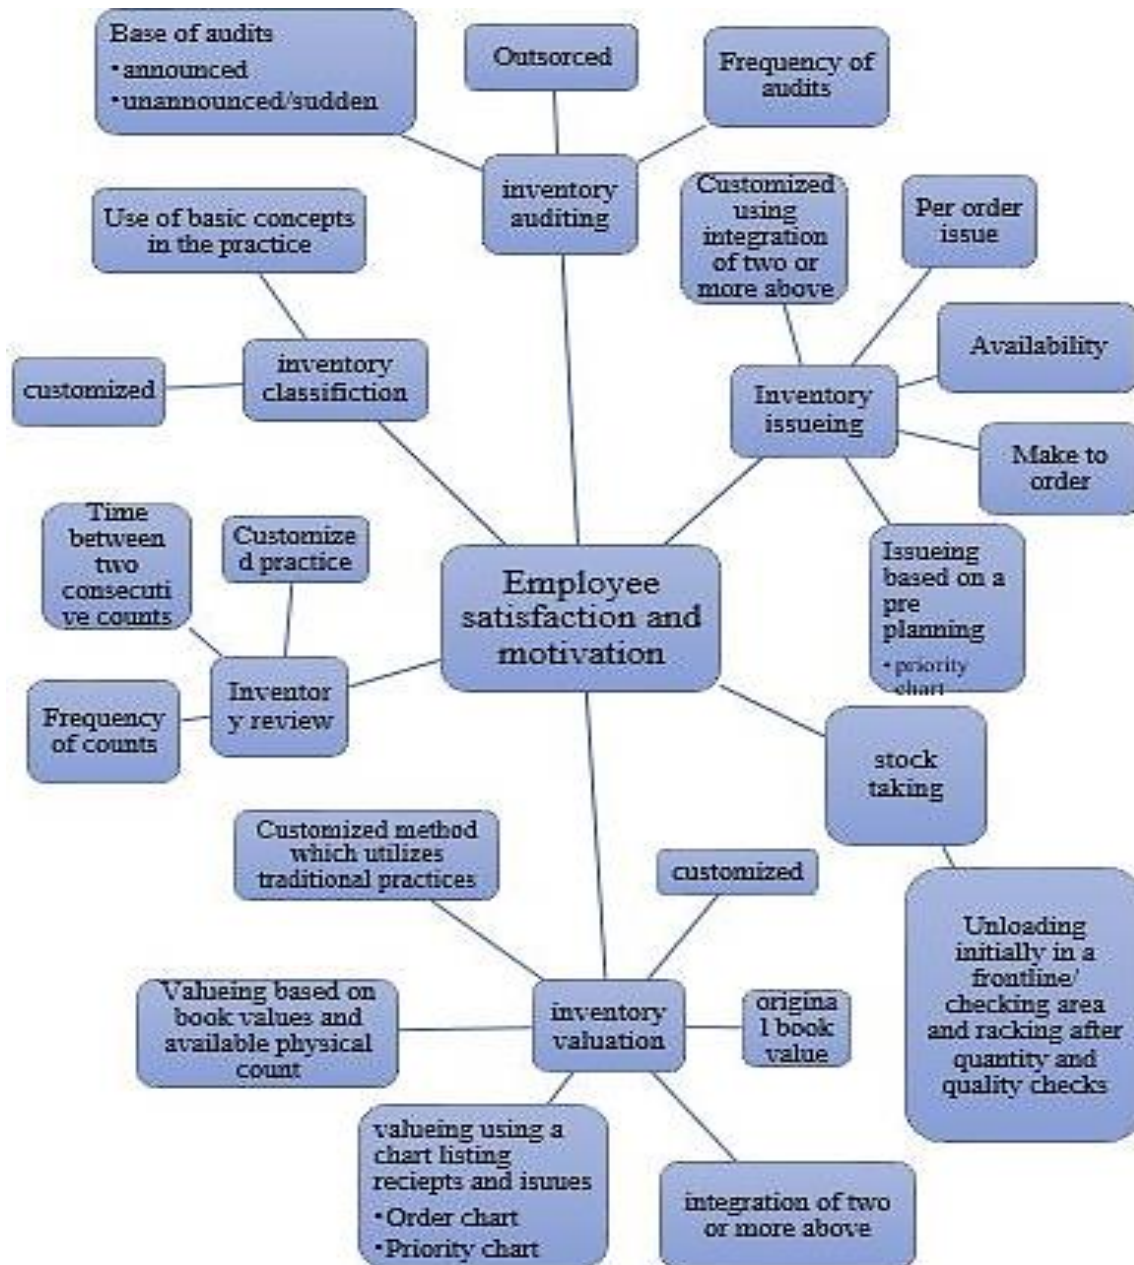 Base of audits
• announced
• unannounced/sudden
Outsorced
Frequency of
audits
inventory
auditing
Use of basic concepts
in the practice
customized
inventory
classifiction
Customized
using
integration
of two or
more above
Per order
issue
Availability
Inventory
issueing
Make to
order
Issueing
based on a
pre
planning
• priority
chart
Time
between
two
consecuti
ve counts
Customize
d practice
Frequency
of counts
Inventor
y review
Employee
satisfaction and
motivation
stock
taking
Unloading
initially in a
frontline/
checking area
and racking after
quantity and
quality checks
Customized method
which utilizes
traditional practices
customized
Valueing based on
book values and
available physical
count
inventory
valuation
origina
l book
value
valueing using a
chart listing
reciepts and isuues
• Order chart
• Priority chart
integration of two
or more above